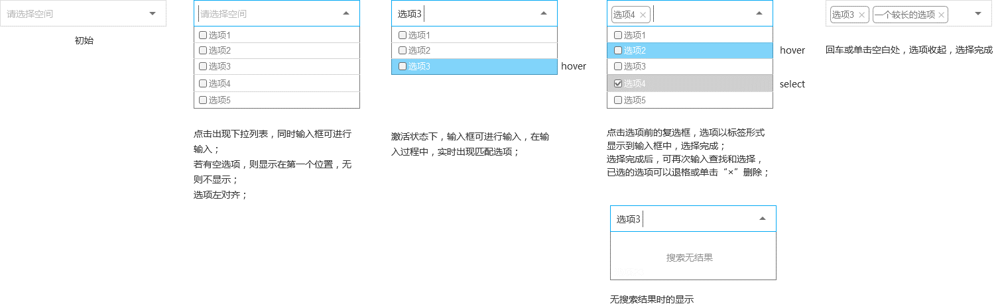 请选择空间
初始
请选择空间
选项1
选项2
选项3
选项4
选项5
点击出现下拉列表，同时输入框可进行
输入；
若有空选项，则显示在第一个位置，无
则不显示；
选项左对齐；
选项3
选项1
选项2
选项3
hover
激活状态下，输入框可进行输入，在输
入过程中，实时出现匹配选项；
选项4 ×
选项1
选项2
hover
选项3
选项4
select
选项5
点击选项前的复选框，选项以标签形式
显示到输入框中，选择完成；
选择完成后，可再次输入查找和选择，
已选的选项可以退格或单击“×”删除；
选项3
搜索无结果
无搜索结果时的显示
选项3 × 一个较长的选项 ×
回车或单击空白处，选项收起，选择完成